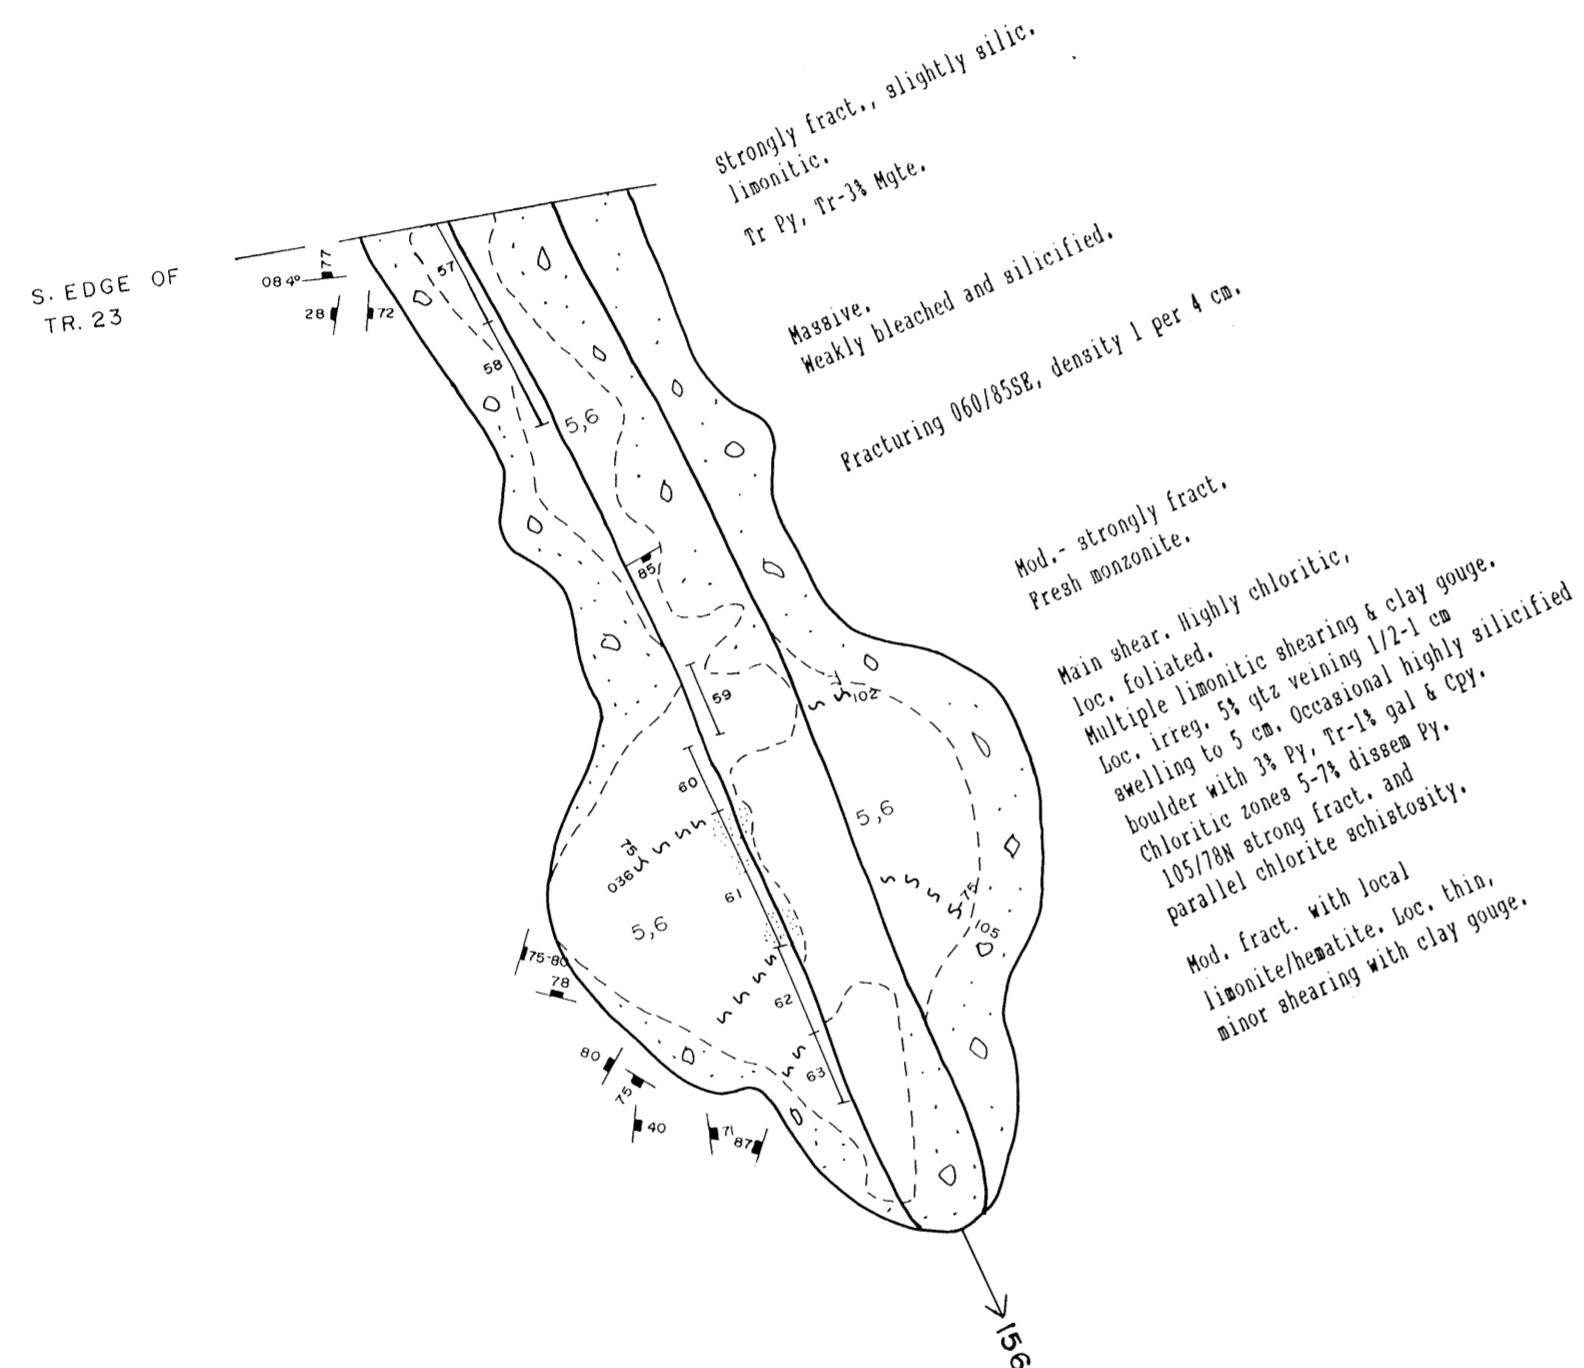 Strongly fract., slightly silic.
limonitic.
Tr Py, Tr-3% Mgte.
Massive.
Weakly bleached and silicified.
Fracturing 060/85SE, density 1 per 4 cm.
Mod.- strongly fract.
Fresh monzonite.
Main shear. Highly chloritic,
loc. foliated.
Multiple limonitic shearing & clay gouge.
Loc. irreg. 5% qtz veining 1/2-1 cm
swelling to 5 cm. Occasional highly silicified
boulder with 3% Py, Tr-1% gal & Cpy.
Chloritic zones 5-7% dissem Py.
105/78N strong fract. and
parallel chlorite schistosity.
Mod. fract. with local
limonite/hematite. Loc. thin,
minor shearing with clay gouge.
S. EDGE OF
TR. 23
77
084°
28
72
57
58
5,6
85
59
102
60
5,6
75
036
61
75
105
5,6
75-80
78
62
80
75
63
40
71
87
156